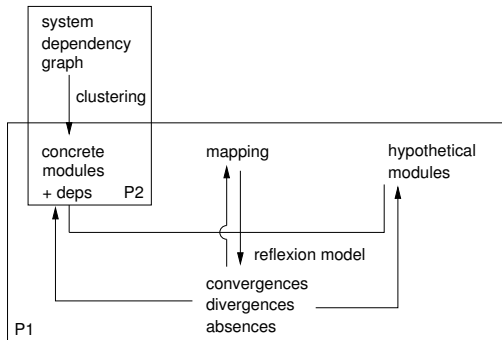 system
dependency
graph
clustering
concrete
modules
+ deps
P2
mapping
hypothetical
modules
reflexion model
convergences
divergences
absences
P1